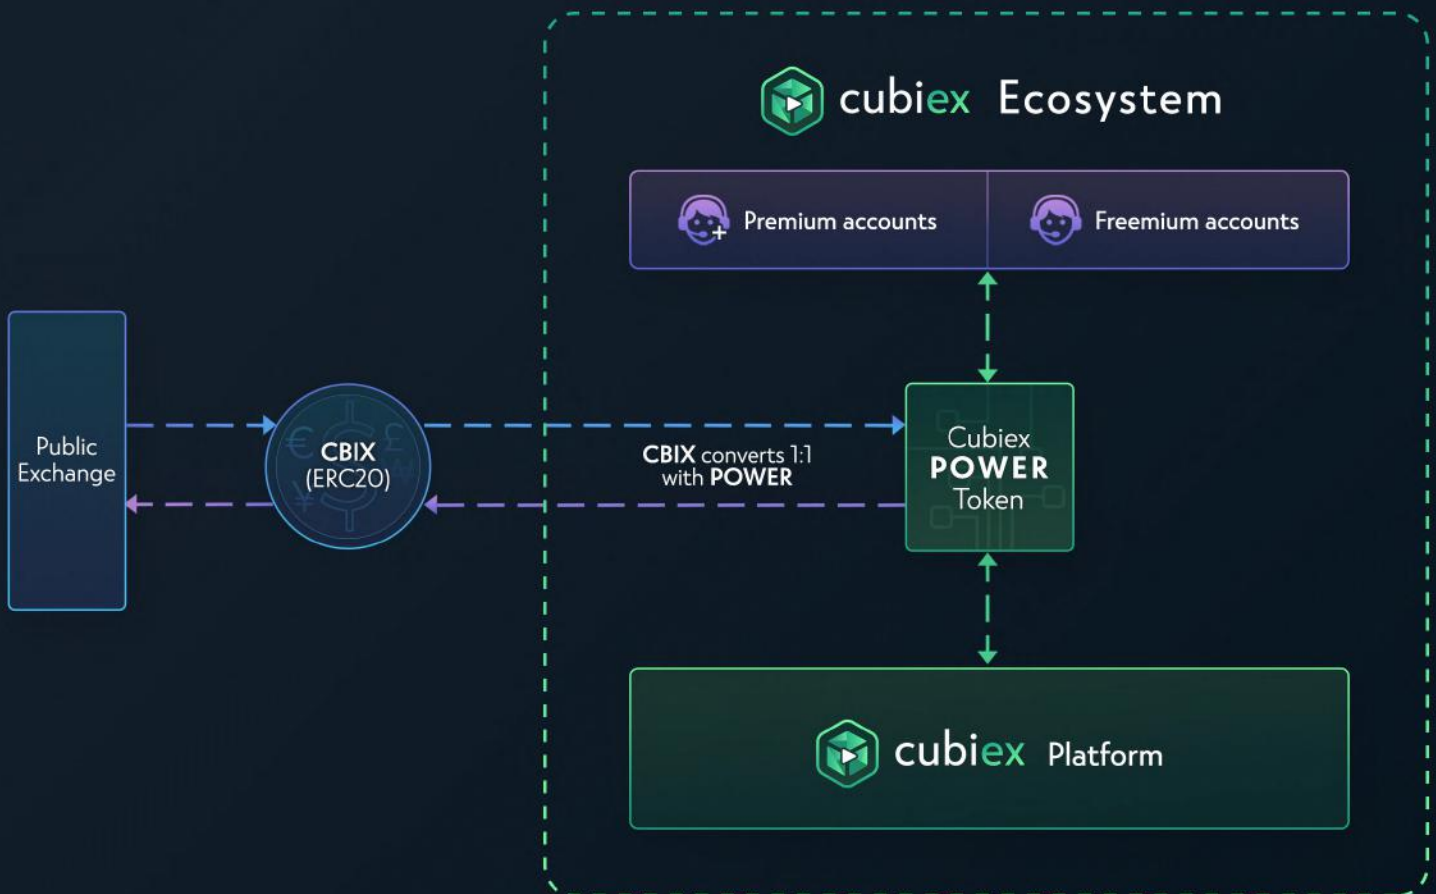 cubiex Ecosystem
Premium accounts
Freemium accounts
Public
Exchange
CBIX
(ERC20)
CBIX converts 1:1
with POWER
Cubiex
POWER
Token
cubiex Platform